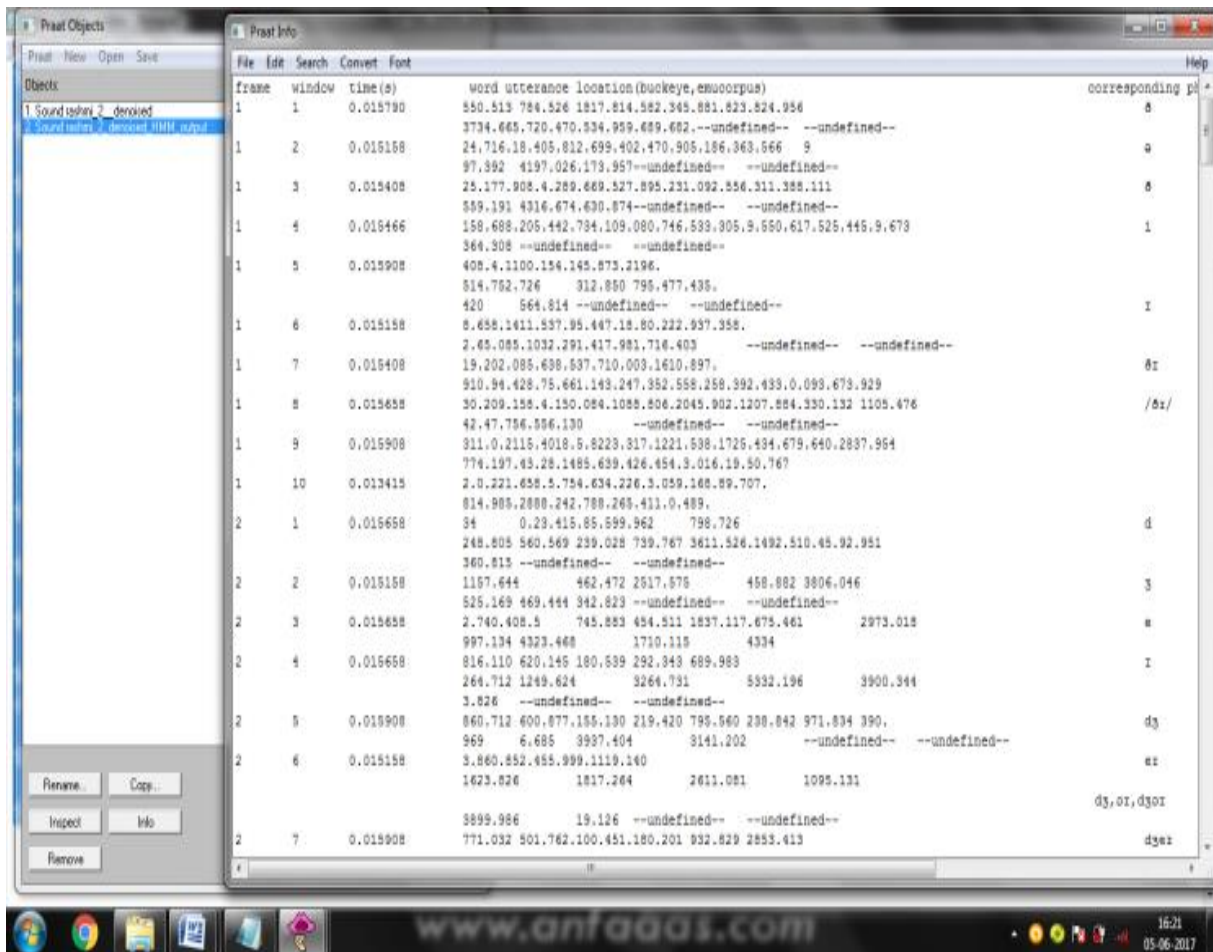 Praat Objects
Praat New Open Save
Objects:
1. Sound rashmi_2__denoised
2. Sound rashmi_2_denoised_HMM_output
Rename.. Copy...
Inspect Info
Remove
Praat Info
File Edit Search Convert Font Help
frame window time(s) word utterance location(buckeye,emucorpus) corresponding ph
1 1 0.015790 550.513 784.526 1817.814.582.345.881.823.824.956 ð
3734.665.720.470.534.959.689.682.--undefined-- --undefined--
1 2 0.015158 24.716.18.405.812.699.402.470.905.186.363.566 9 ə
97.392 4197.026.173.957--undefined-- --undefined--
1 3 0.015408 25.177.908.4.289.669.527.895.231.092.556.311.388.111 ð
559.191 4316.674.630.874--undefined-- --undefined--
1 4 0.015466 158.688.205.442.734.109.080.746.533.305.9.550.617.525.445.9.673 i
364.308 --undefined-- --undefined--
1 5 0.015908 408.4.1100.154.145.873.2196.
514.752.726 312.850 795.477.435.
420 564.814 --undefined-- --undefined-- ɪ
1 6 0.015158 8.658.1411.537.95.447.18.80.222.937.358.
2.65.085.1032.291.417.981.716.403 --undefined-- --undefined--
1 7 0.015408 19.202.085.638.537.710.003.1610.897. ðɪ
910.94.428.75.661.143.247.352.558.258.392.433.0.093.673.929
1 8 0.015658 30.209.158.4.130.084.1088.806.2045.902.1207.884.330.132 1105.476 /ðɪ/
42.47.756.556.130 --undefined-- --undefined--
1 9 0.015908 311.0.2115.4018.5.8223.317.1221.538.1725.434.679.640.2837.954
774.197.43.28.1485.639.426.454.3.016.19.50.767
1 10 0.013415 2.0.221.658.5.754.634.226.3.059.168.89.707.
814.985.2888.242.788.265.411.0.489.
2 1 0.015658 34 0.23.415.85.599.962 798.726 d
248.805 560.569 239.028 739.767 3611.526.1492.510.45.92.951
360.813 --undefined-- --undefined--
2 2 0.015158 1157.644 462.472 2517.575 458.882 3806.046 ʒ
525.169 469.444 342.823 --undefined-- --undefined--
2 3 0.015658 2.740.408.5 745.883 454.511 1837.117.675.461 2973.018 e
997.134 4323.468 1710.115 4334
2 4 0.015658 816.110 620.145 180.539 292.343 689.983 ɪ
264.712 1249.624 3264.731 5332.196 3900.344
3.826 --undefined-- --undefined--
2 5 0.015908 860.712 600.877.155.130 219.420 795.560 238.842 971.834 390. dʒ
969 6.685 3937.404 3141.202 --undefined-- --undefined--
2 6 0.015158 3.860.852.455.999.1119.140 eɪ
1623.826 1817.264 2611.081 1095.131
dʒ,oɪ,dʒoɪ
3899.986 19.126 --undefined-- --undefined--
2 7 0.015908 771.032 501.762.100.451.180.201 932.829 2853.413 dʒeɪ
www.anfaaas.com
16:21
05-06-2017